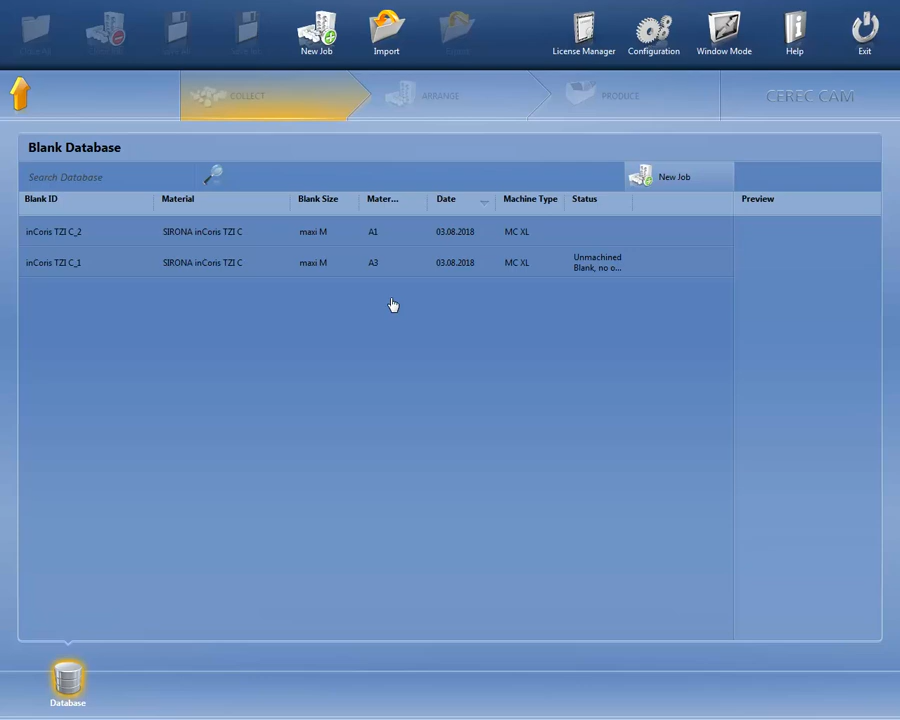 New Job
Import
License Manager
Configuration
Window Mode
Help
Exit
COLLECT
ARRANGE
PRODUCE
CEREC CAM
Blank Database
Search Database
New Job
Blank ID Material Blank Size Mater... Date Machine Type Status Preview
inCoris TZI C_2 SIRONA inCoris TZI C maxi M A1 03.08.2018 MC XL
inCoris TZI C_1 SIRONA inCoris TZI C maxi M A3 03.08.2018 MC XL Unmachined
Blank, no o...
Database